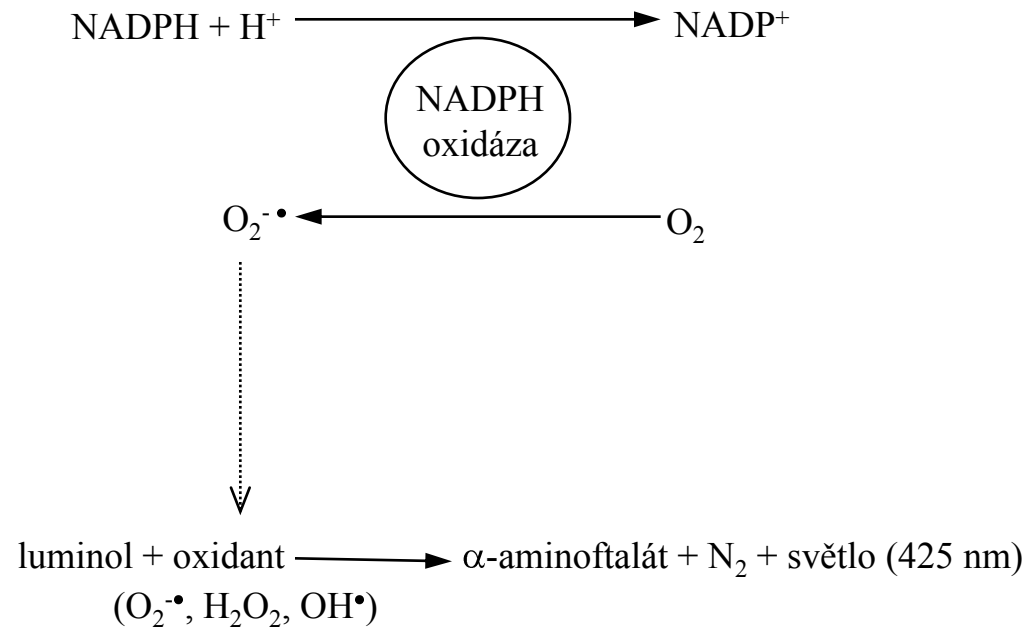 NADPH + H⁺ NADP⁺
NADPH
oxidáza
O₂⁻• O₂
luminol + oxidant α-aminoftalát + N₂ + světlo (425 nm)
(O₂⁻•, H₂O₂, OH•)